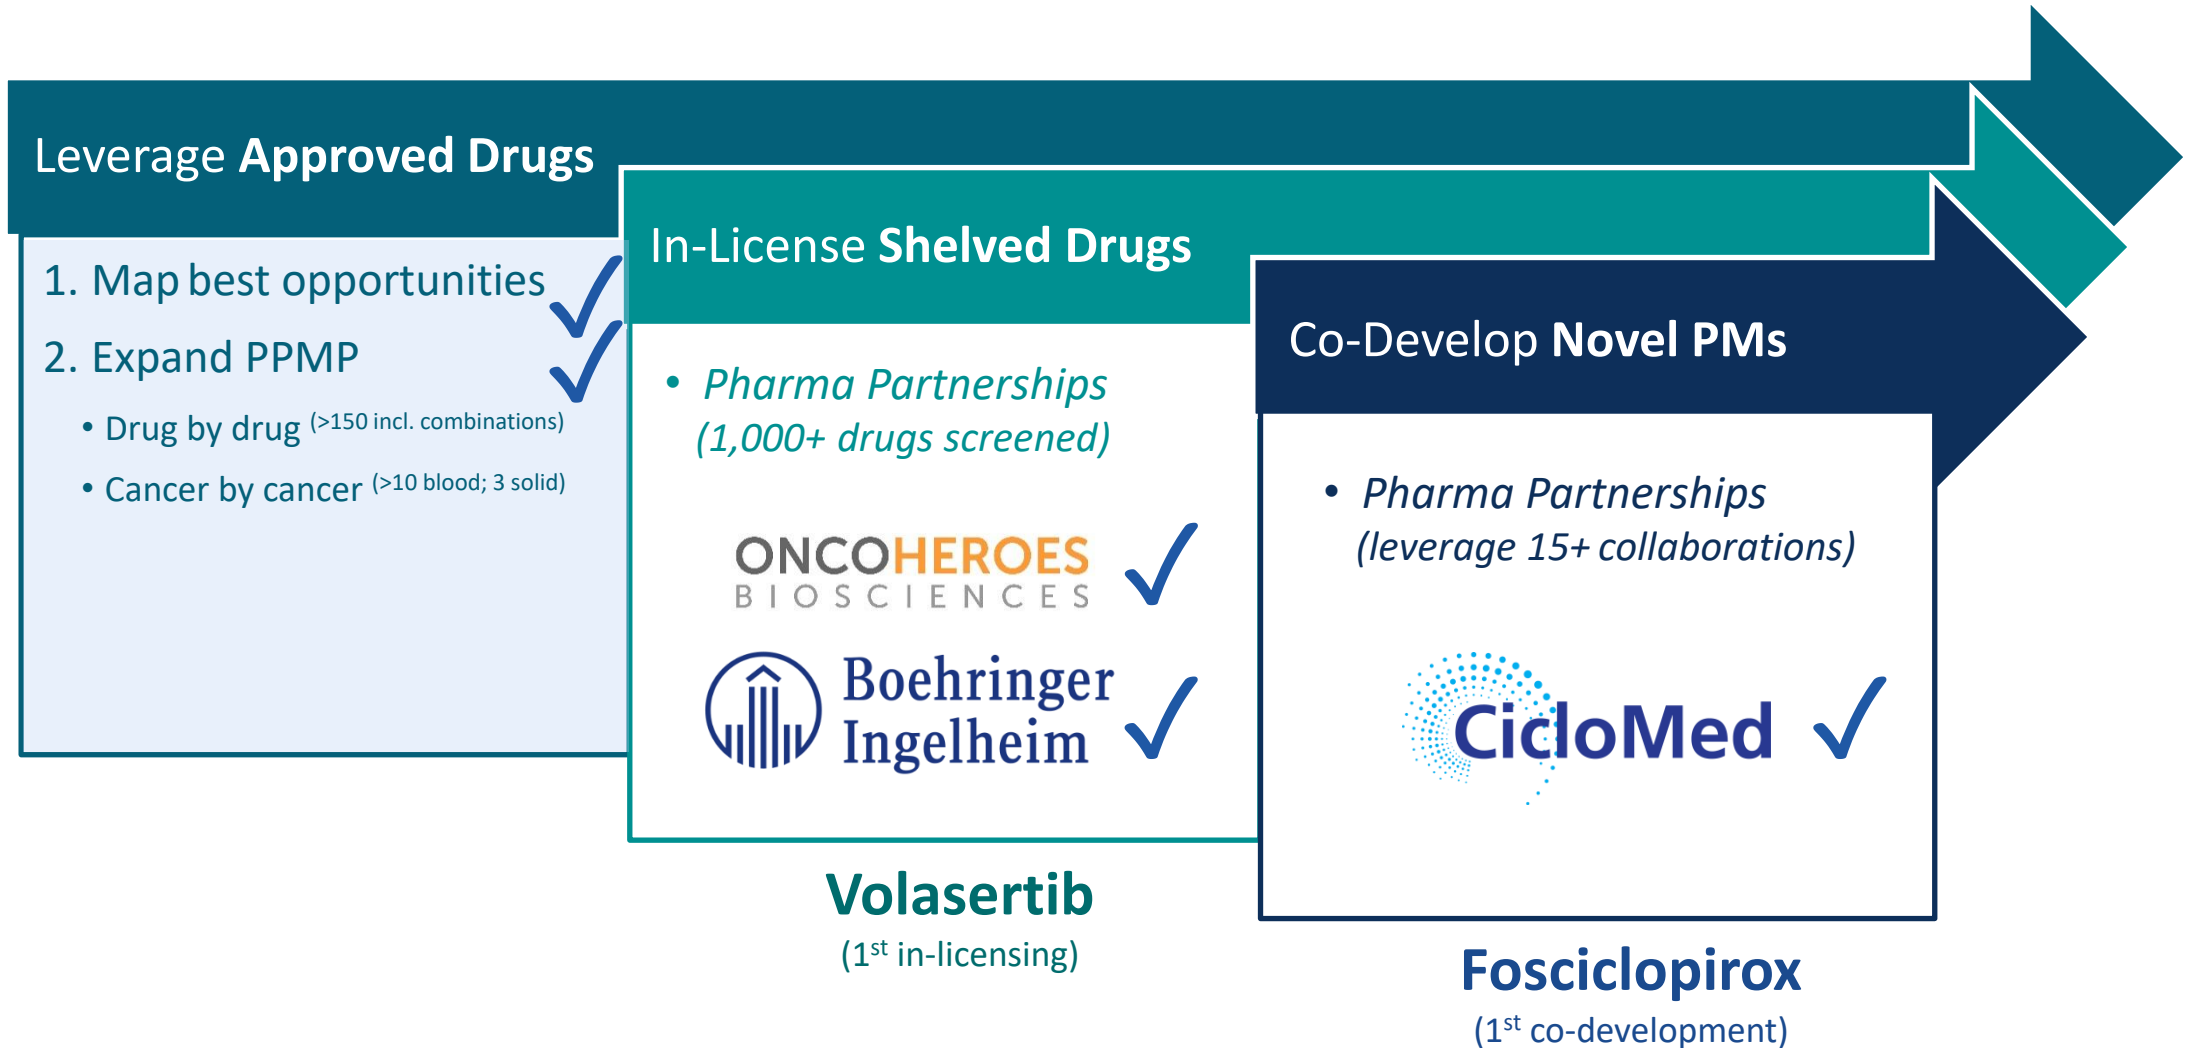 Leverage Approved Drugs
1. Map best opportunities
2. Expand PPMP
• Drug by drug (>150 incl. combinations)
• Cancer by cancer (>10 blood; 3 solid)
In-License Shelved Drugs
• Pharma Partnerships
(1,000+ drugs screened)
ONCOHEROES
BIOSCIENCES
Boehringer
Ingelheim
Volasertib
(1st in-licensing)
Co-Develop Novel PMs
• Pharma Partnerships
(leverage 15+ collaborations)
CicloMed
Fosciclopirox
(1st co-development)